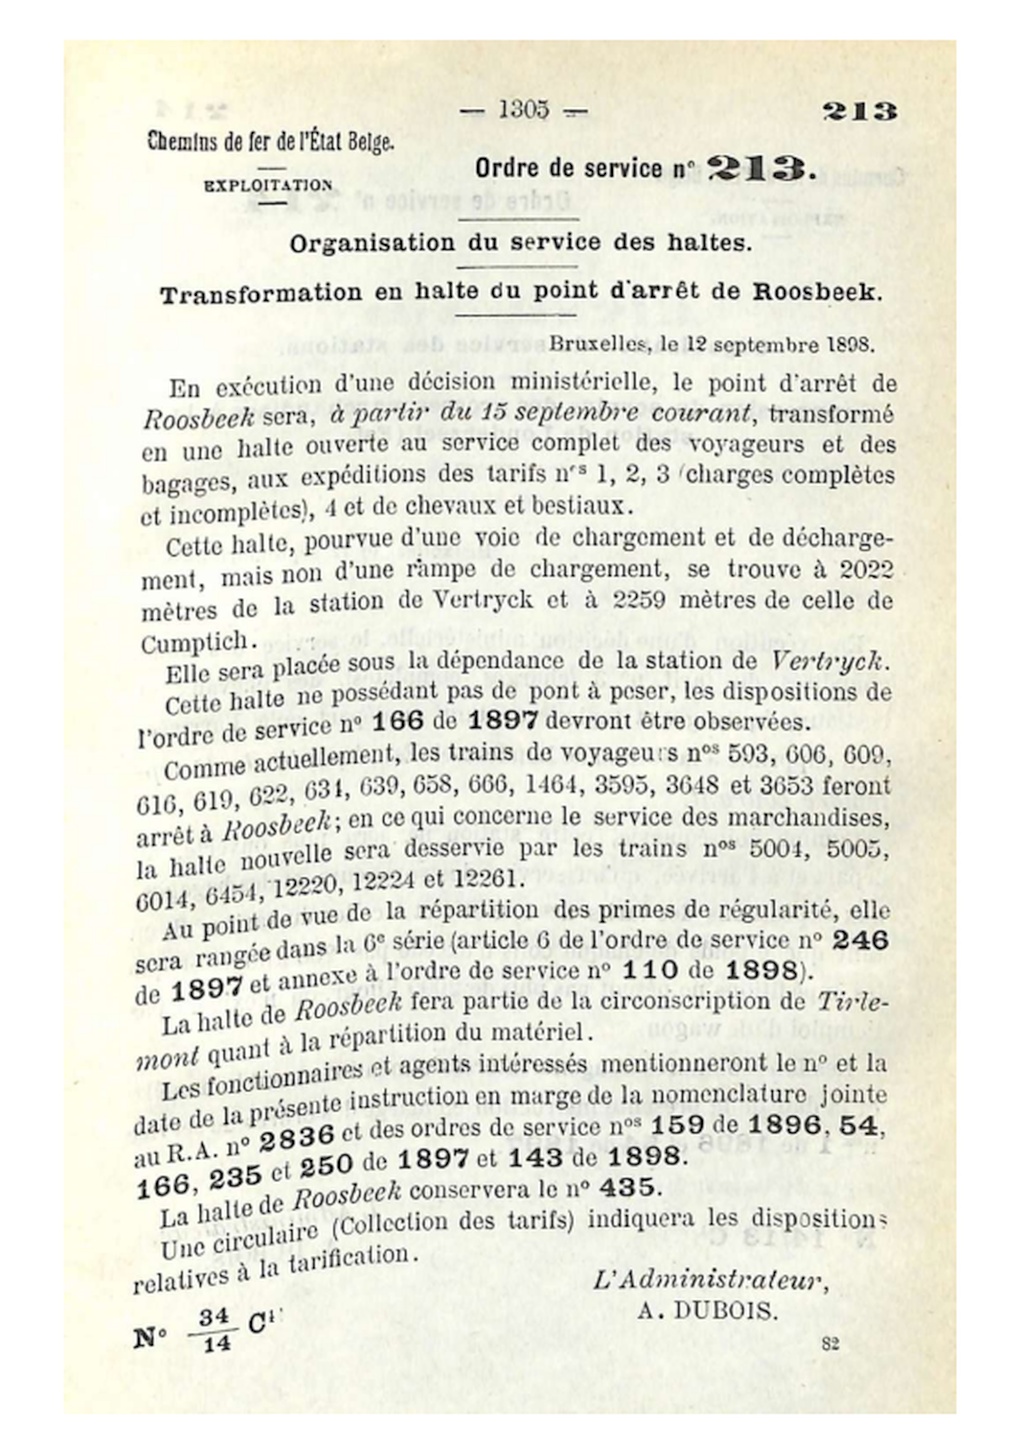 — 1305 —
213
Chemins de fer de l'État Belge.
EXPLOITATION
Ordre de service n° 213.
Organisation du service des haltes.
Transformation en halte du point d'arrêt de Roosbeek.
Bruxelles, le 12 septembre 1898.
En exécution d'une décision ministérielle, le point d'arrêt de
Roosbeek sera, à partir du 15 septembre courant, transformé
en une halte ouverte au service complet des voyageurs et des
bagages, aux expéditions des tarifs nrs 1, 2, 3 (charges complètes
et incomplètes), 4 et de chevaux et bestiaux.
Cette halte, pourvue d'une voie de chargement et de décharge-
ment, mais non d'une rampe de chargement, se trouve à 2022
mètres de la station de Vertryck et à 2259 mètres de celle de
Cumptich.
Elle sera placée sous la dépendance de la station de Vertryck.
Cette halte ne possédant pas de pont à peser, les dispositions de
l'ordre de service n° 166 de 1897 devront être observées.
Comme actuellement, les trains de voyageurs nos 593, 606, 609,
616, 619, 622, 631, 639, 658, 666, 1464, 3595, 3648 et 3653 feront
arrêt à Roosbeek; en ce qui concerne le service des marchandises,
la halte nouvelle sera desservie par les trains nos 5004, 5005,
6014, 6454, 12220, 12224 et 12261.
Au point de vue de la répartition des primes de régularité, elle
sera rangée dans la 6e série (article 6 de l'ordre de service n° 246
de 1897 et annexe à l'ordre de service n° 110 de 1898).
La halte de Roosbeek fera partie de la circonscription de Tirle-
mont quant à la répartition du matériel.
Les fonctionnaires et agents intéressés mentionneront le n° et la
date de la présente instruction en marge de la nomenclature jointe
au R.A. n° 2836 et des ordres de service nos 159 de 1896, 54,
166, 235 et 250 de 1897 et 143 de 1898.
La halte de Roosbeek conservera le n° 435.
Une circulaire (Collection des tarifs) indiquera les dispositions
relatives à la tarification.
L'Administrateur,
A. DUBOIS.
N° 34/14 C
82